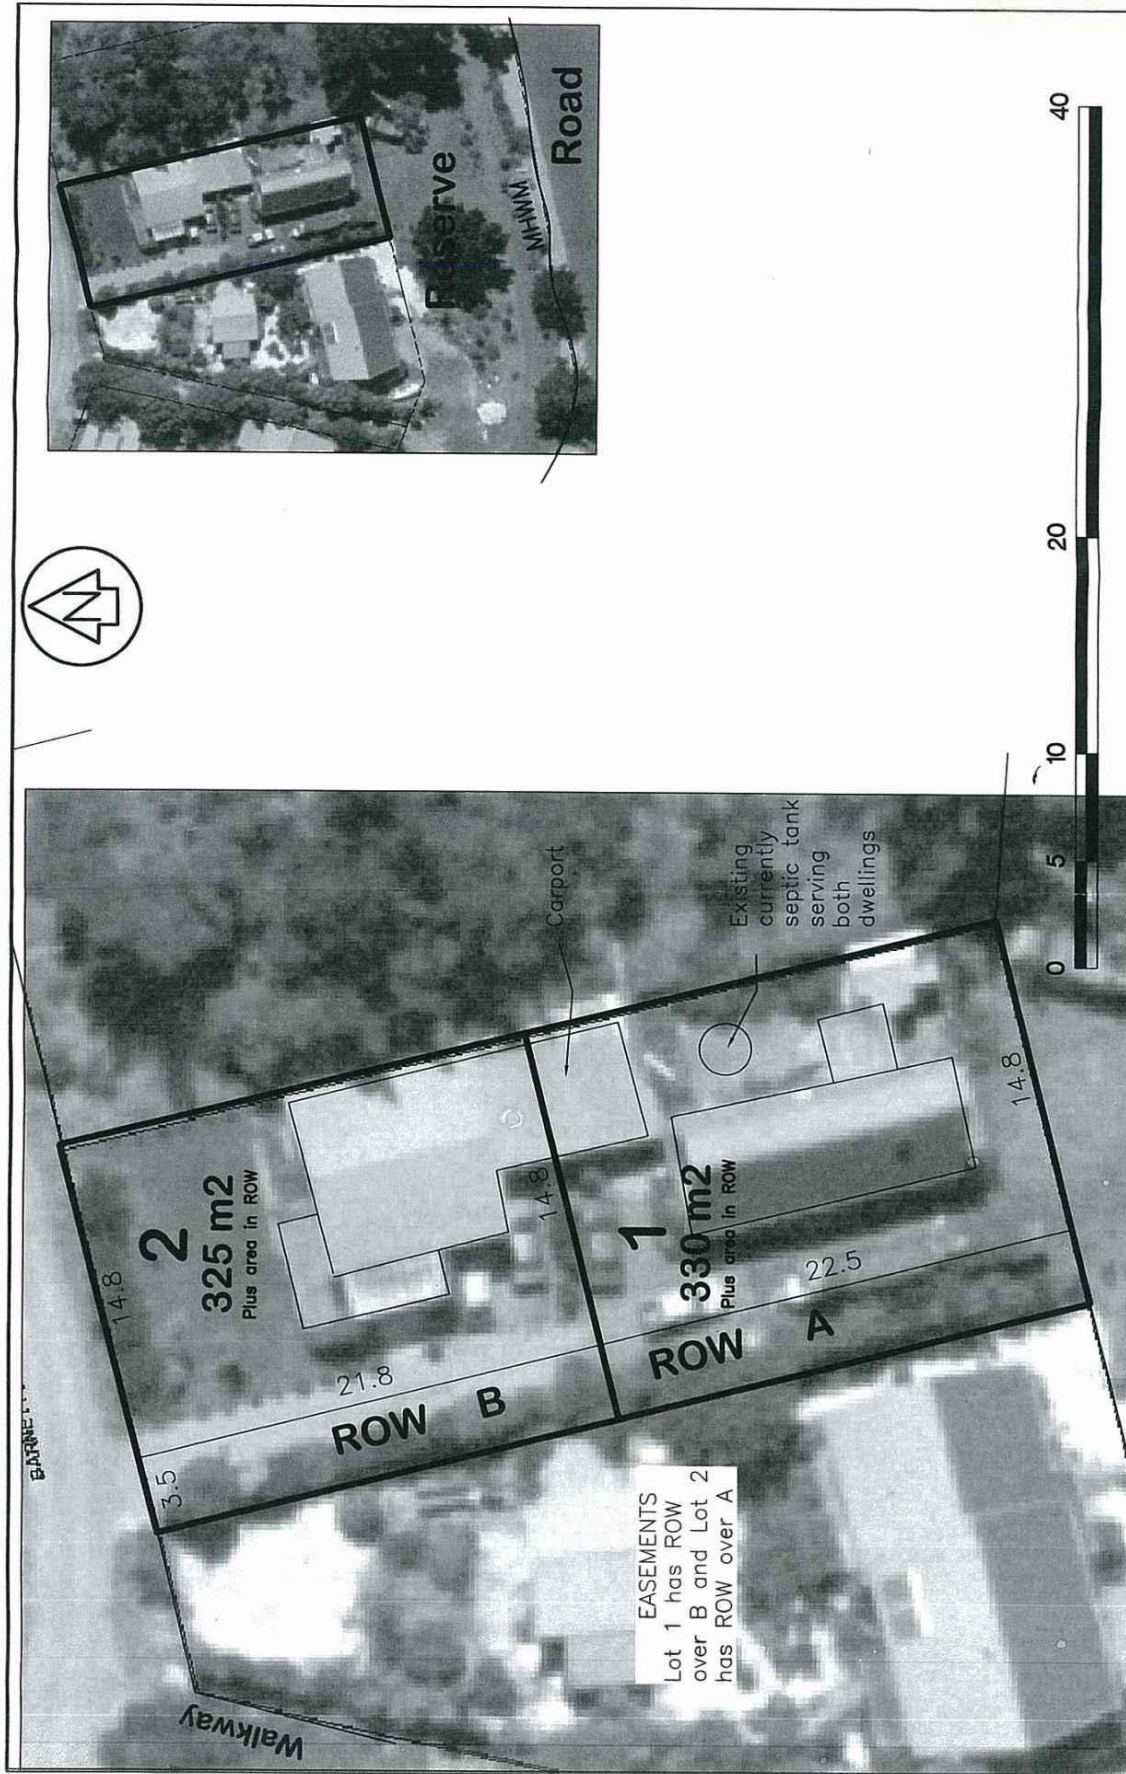 2
325 m2
Plus area in ROW
14.8
3.5
21.8
ROW B
14.8
Carport
1
330 m2
Plus area in ROW
22.5
ROW A
14.8
Existing
currently
septic tank
serving
both
dwellings
EASEMENTS
Lot 1 has ROW
over B and Lot 2
has ROW over A
Walkway
N
Reserve
MHWM
Road
0
5
10
20
40